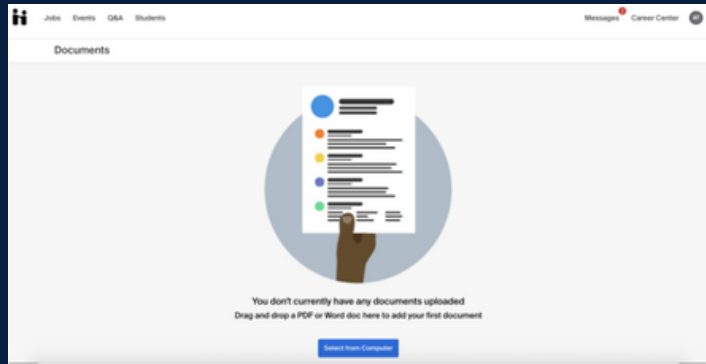 Jobs Events Q&A Students Messages Career Center
Documents
You don't currently have any documents uploaded
Drag and drop a PDF or Word doc here to add your first document
Select from Computer